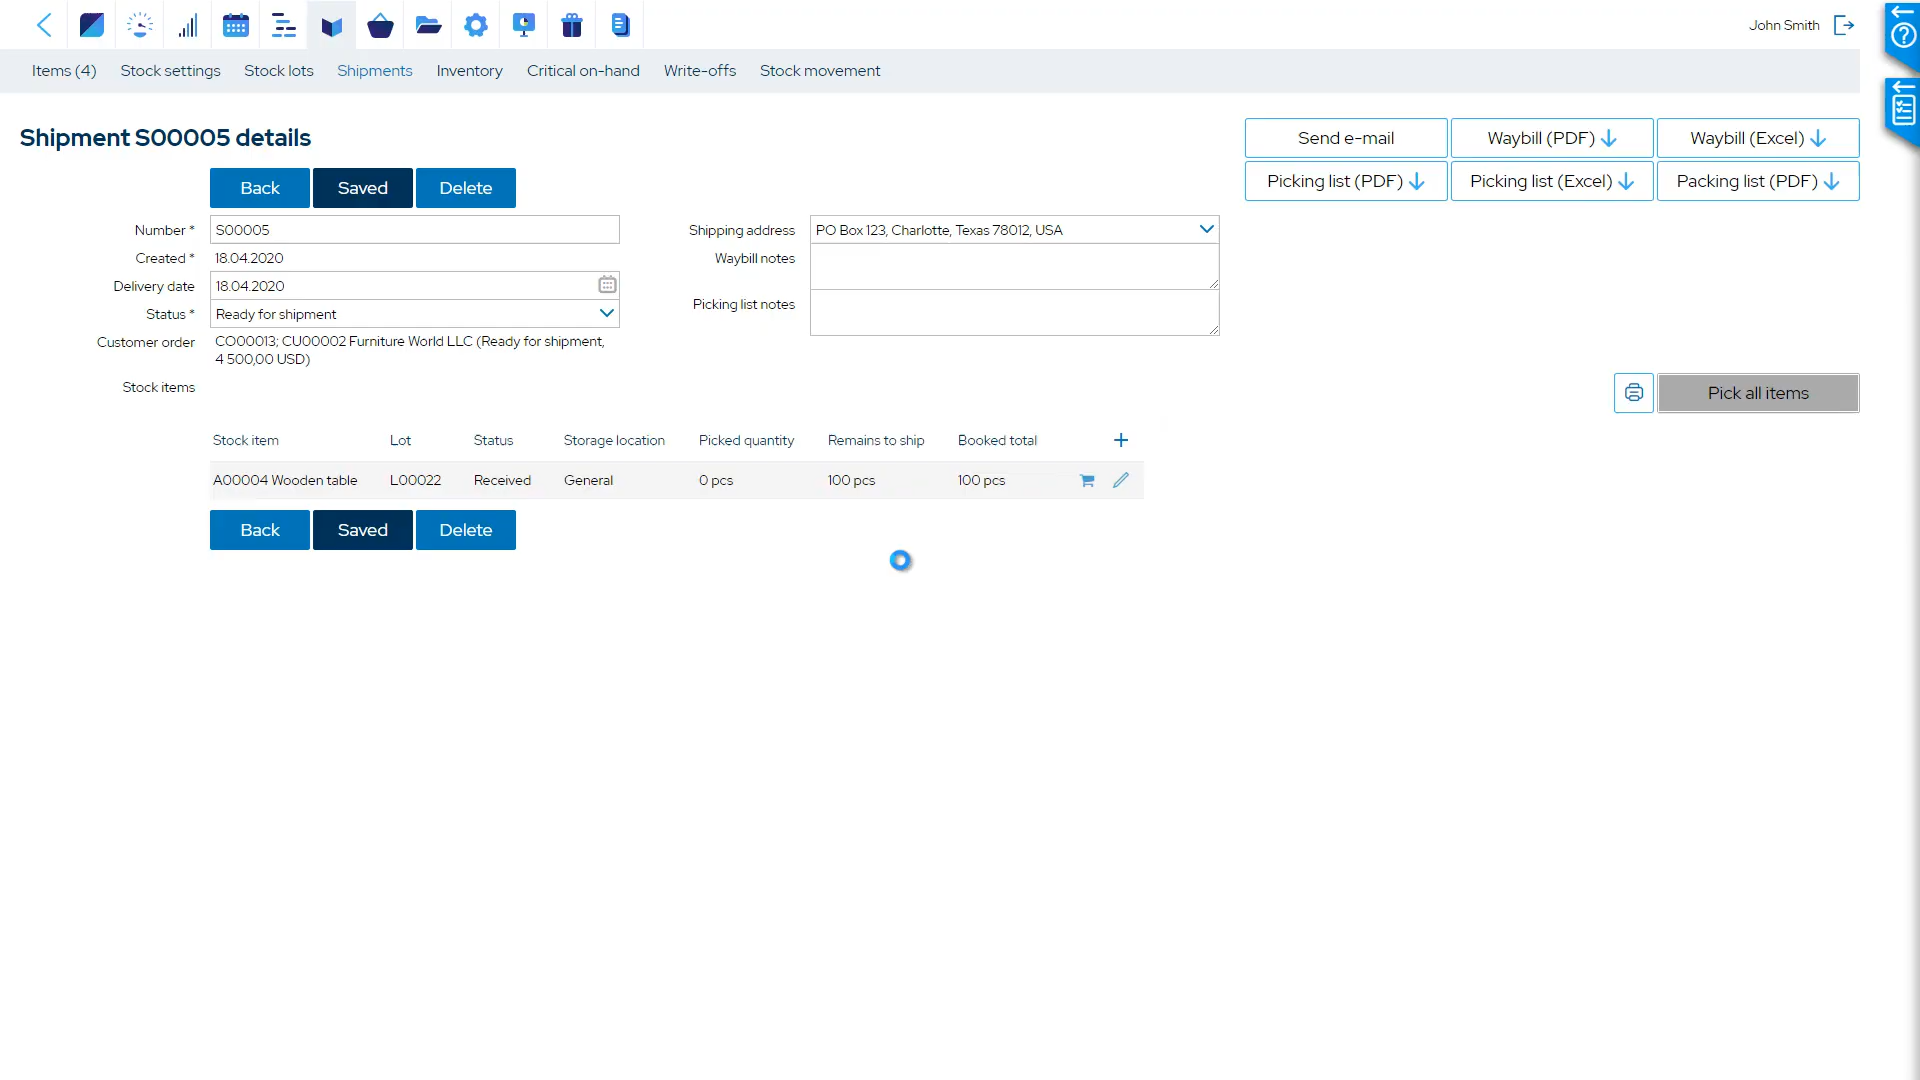 John Smith
Items (4) Stock settings Stock lots Shipments Inventory Critical on-hand Write-offs Stock movement
Shipment S00005 details
Send e-mail Waybill (PDF) Waybill (Excel)
Picking list (PDF) Picking list (Excel) Packing list (PDF)
Back Saved Delete
Number * S00005
Created * 18.04.2020
Delivery date 18.04.2020
Status * Ready for shipment
Customer order CO00013; CU00002 Furniture World LLC (Ready for shipment,
4 500,00 USD)
Shipping address PO Box 123, Charlotte, Texas 78012, USA
Waybill notes
Picking list notes
Stock items
Pick all items
Stock item Lot Status Storage location Picked quantity Remains to ship Booked total
A00004 Wooden table L00022 Received General 0 pcs 100 pcs 100 pcs
Back Saved Delete